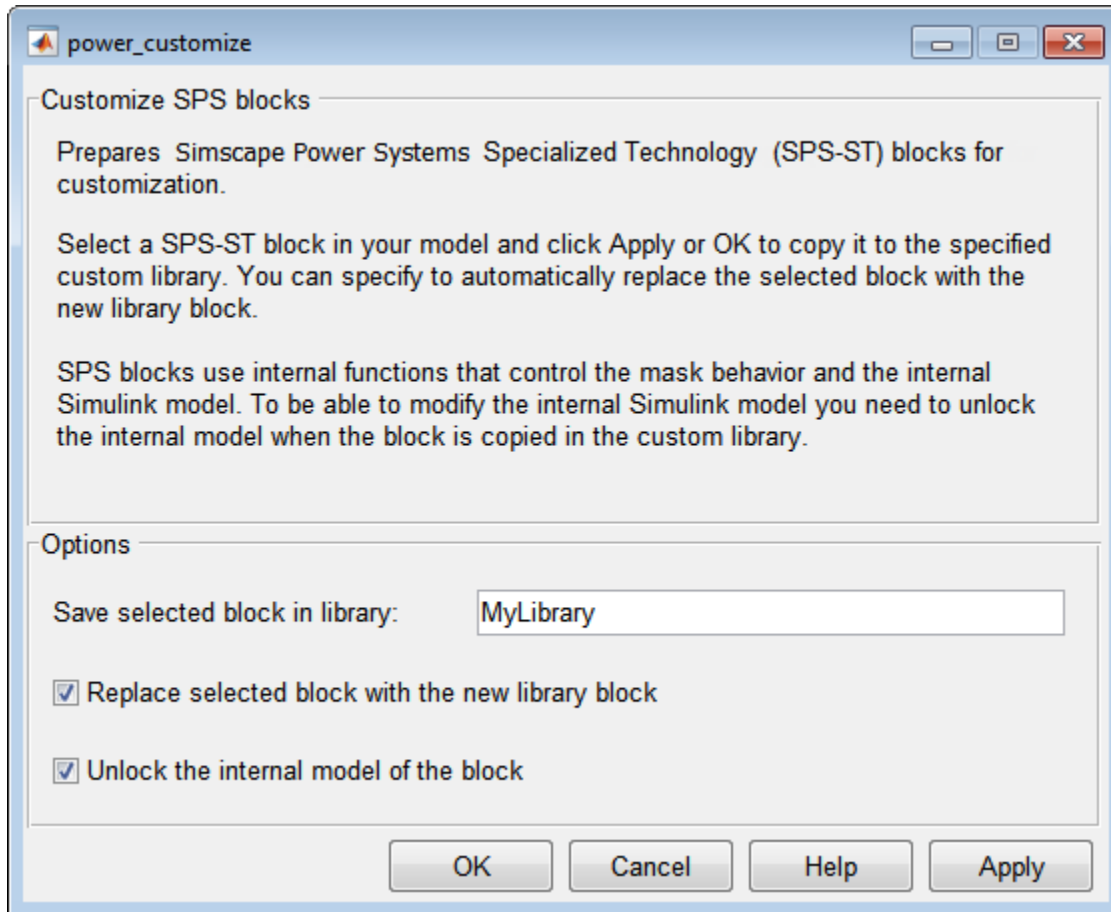 power_customize
Customize SPS blocks
Prepares Simscape Power Systems Specialized Technology (SPS-ST) blocks for
customization.
Select a SPS-ST block in your model and click Apply or OK to copy it to the specified
custom library. You can specify to automatically replace the selected block with the
new library block.
SPS blocks use internal functions that control the mask behavior and the internal
Simulink model. To be able to modify the internal Simulink model you need to unlock
the internal model when the block is copied in the custom library.
Options
Save selected block in library: MyLibrary
Replace selected block with the new library block
Unlock the internal model of the block
OK Cancel Help Apply